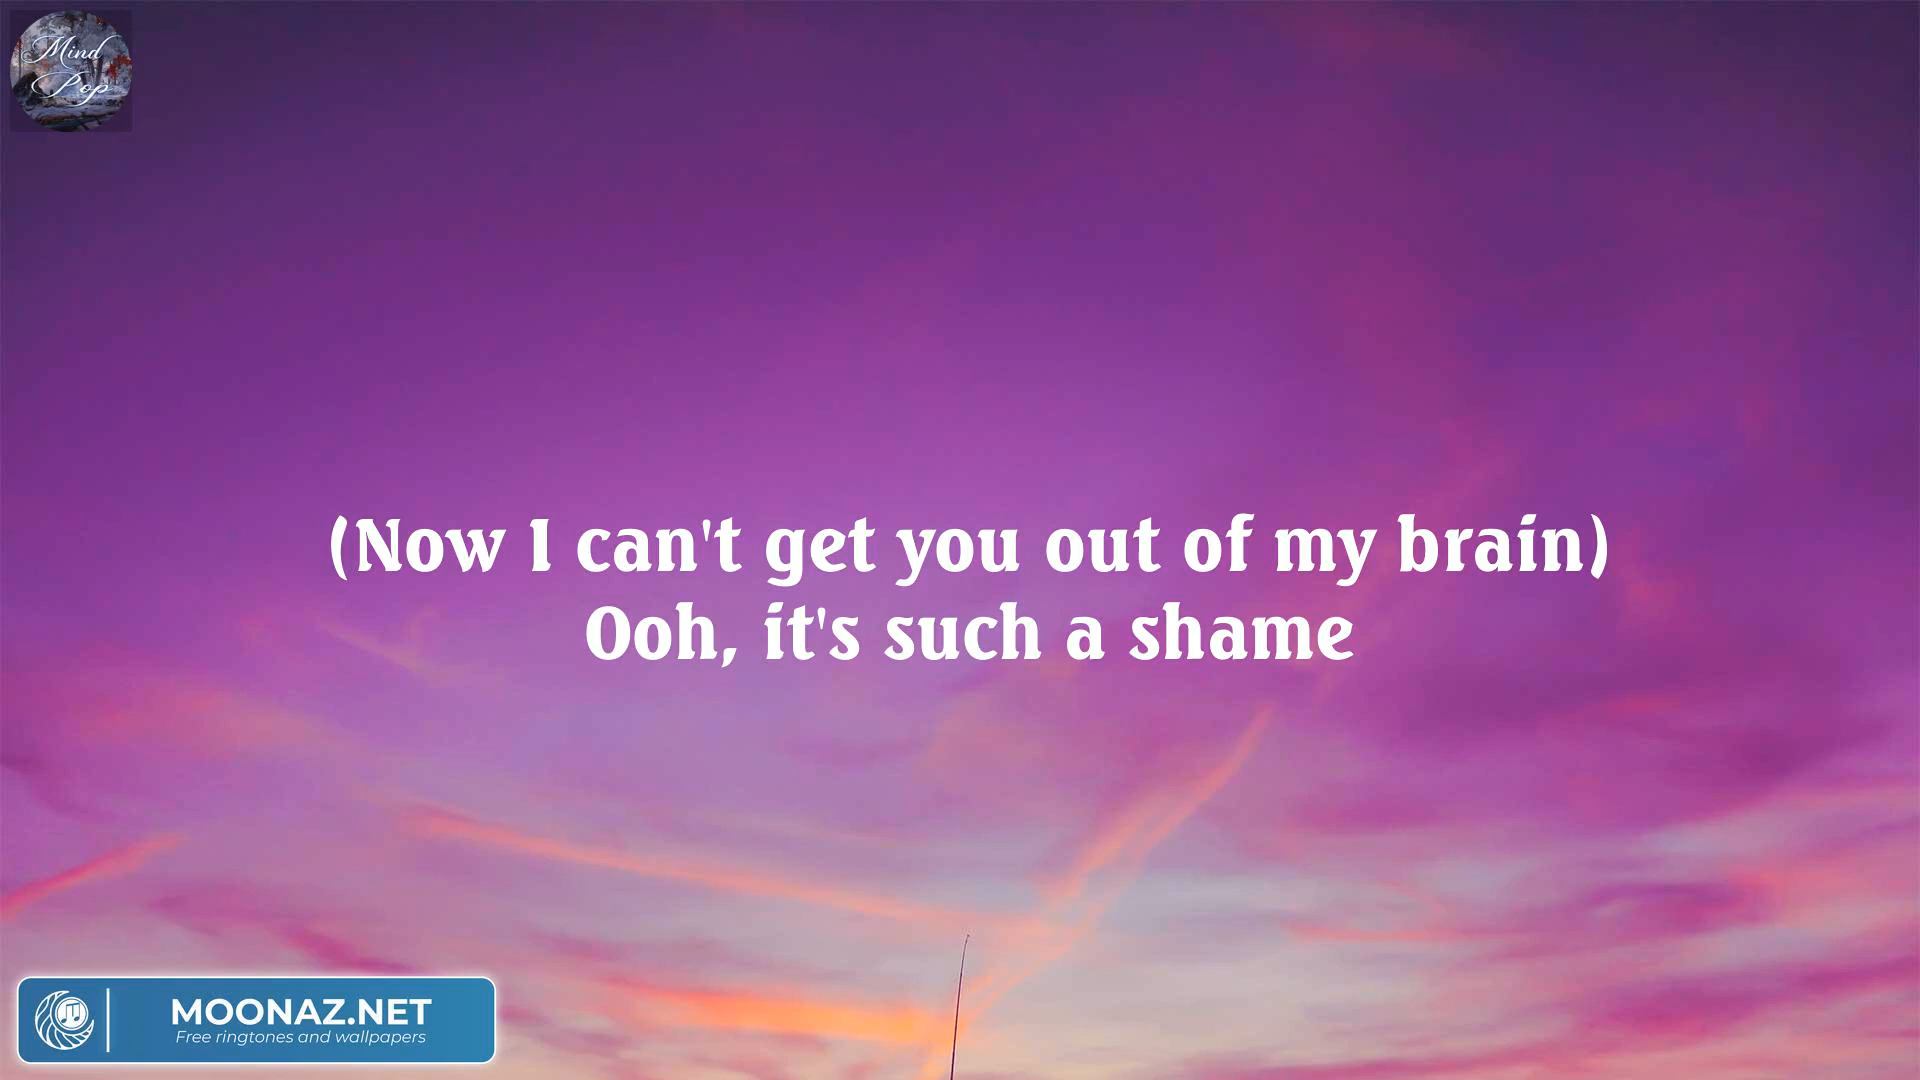 Mind
Pop
(Now I can't get you out of my brain)
Ooh, it's such a shame
MOONAZ.NET
Free ringtones and wallpapers